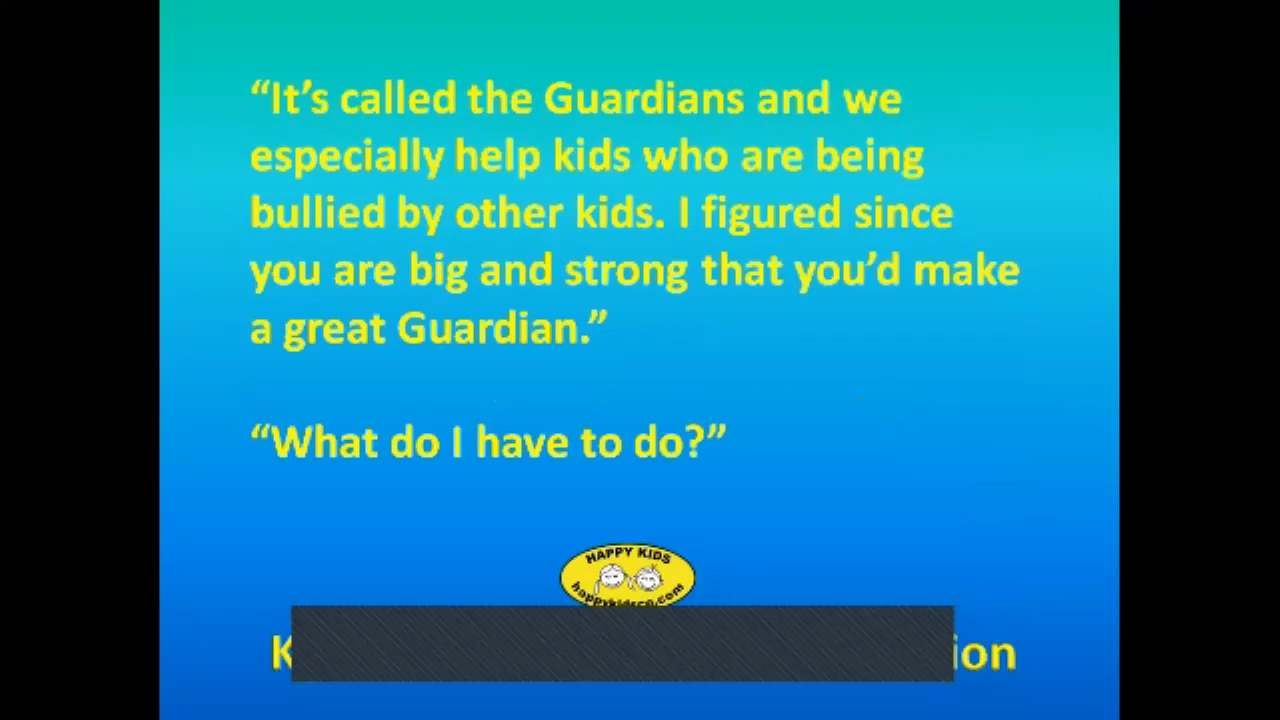 “It’s called the Guardians and we
especially help kids who are being
bullied by other kids. I figured since
you are big and strong that you’d make
a great Guardian.”
“What do I have to do?”
HAPPY KIDS